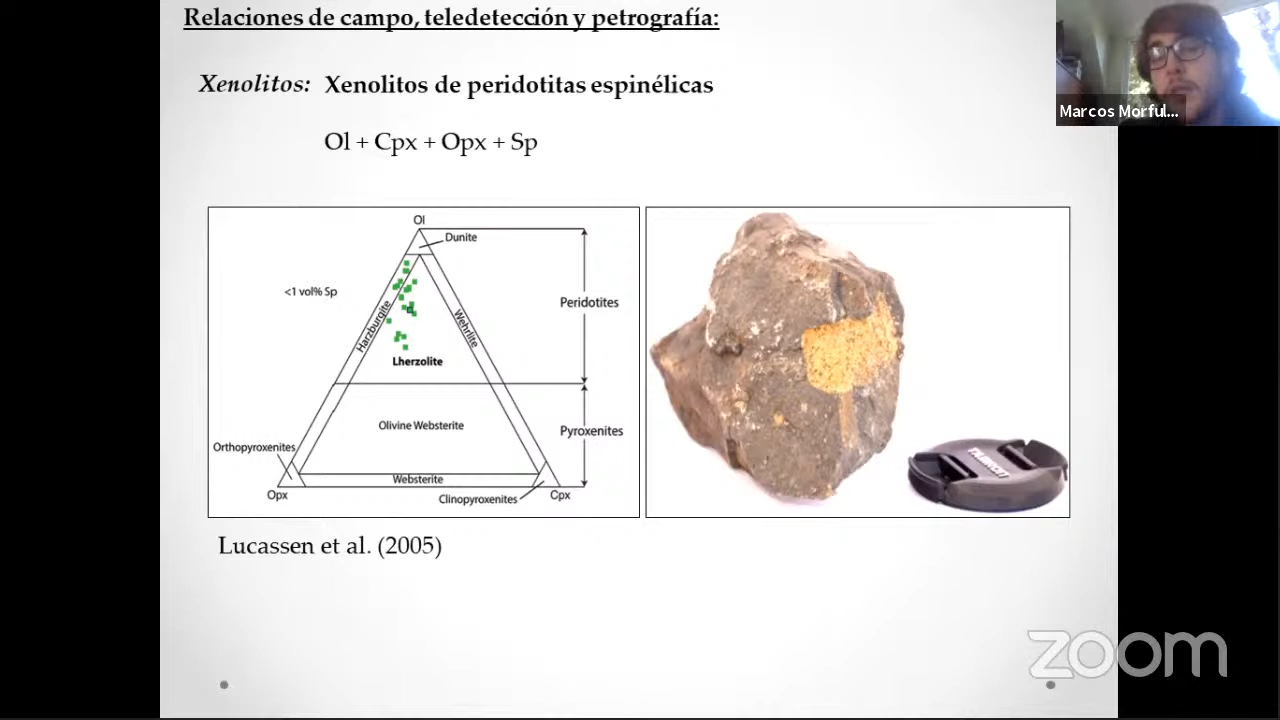 Relaciones de campo, teledetección y petrografía:
Xenolitos: Xenolitos de peridotitas espinélicas
Ol + Cpx + Opx + Sp
Marcos Morful...
Ol
Dunite
<1 vol% Sp
Peridotites
Harzburgite
Wehrlite
Lherzolite
Olivine Websterite
Pyroxenites
Orthopyroxenites
Websterite
Opx
Clinopyroxenites
Cpx
TAMRON
Lucassen et al. (2005)
zoom